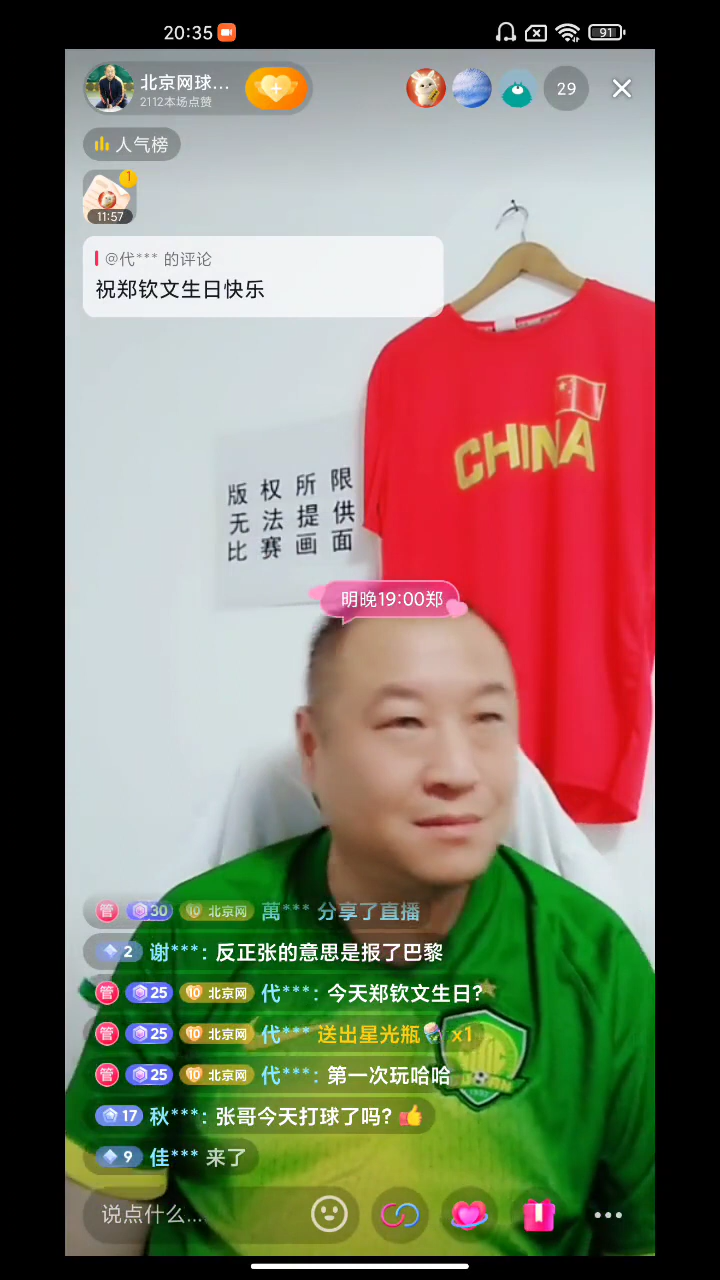 20:35
91
北京网球...
2112本场点赞
29
人气榜
1
11:57
@代*** 的评论
祝郑钦文生日快乐
CHINA
版权所限
无法提供
比赛画面
明晚19:00郑
管 30 10 北京网 萬*** 分享了直播
2 谢***: 反正张的意思是报了巴黎
管 25 10 北京网 代***: 今天郑钦文生日?
管 25 10 北京网 代*** 送出星光瓶 x1
管 25 10 北京网 代***: 第一次玩哈哈
17 秋***: 张哥今天打球了吗?
9 佳*** 来了
说点什么...